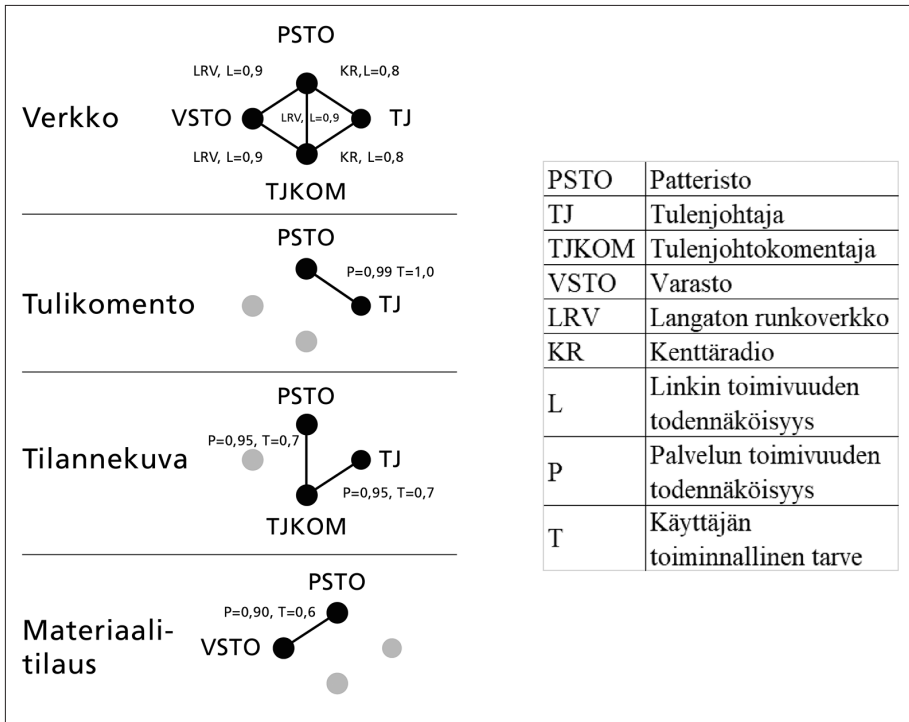 PSTO
LRV, L=0,9 KR,L=0,8
Verkko VSTO LRV, L=0,9 TJ
LRV, L=0,9 KR, L=0,8
TJKOM
PSTO
P=0,99 T=1,0
Tulikomento TJ
PSTO
P=0,95, T=0,7
Tilannekuva TJ
P=0,95, T=0,7
TJKOM
PSTO
P=0,90, T=0,6
Materiaali-
tilaus
VSTO
PSTO Patteristo
TJ Tulenjohtaja
TJKOM Tulenjohtokomentaja
VSTO Varasto
LRV Langaton runkoverkko
KR Kenttäradio
L Linkin toimivuuden
todennäköisyys
P Palvelun toimivuuden
todennäköisyys
T Käyttäjän
toiminnallinen tarve